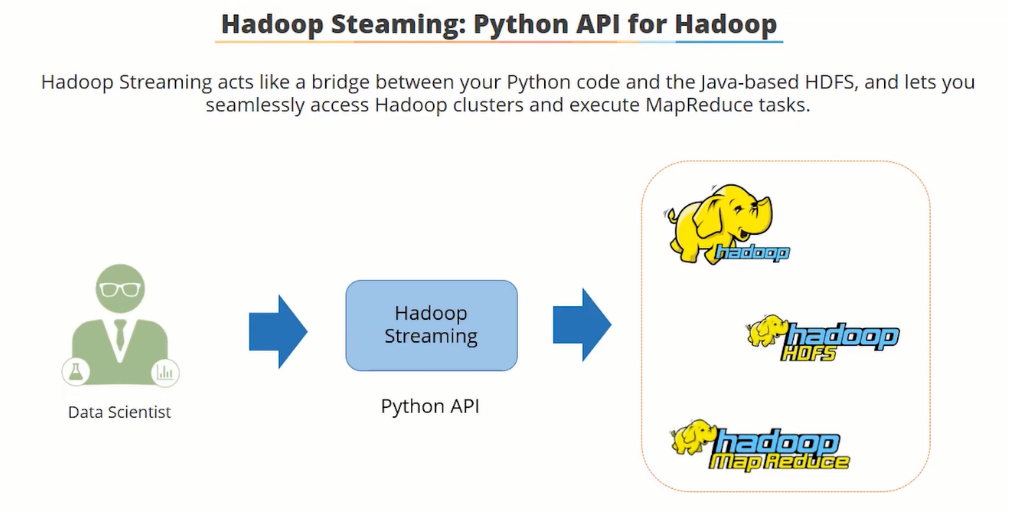 Hadoop Steaming: Python API for Hadoop
Hadoop Streaming acts like a bridge between your Python code and the Java-based HDFS, and lets you
seamlessly access Hadoop clusters and execute MapReduce tasks.
hadoop
Hadoop
Streaming
hadoop
HDFS
Data Scientist
Python API
hadoop
Map Reduce